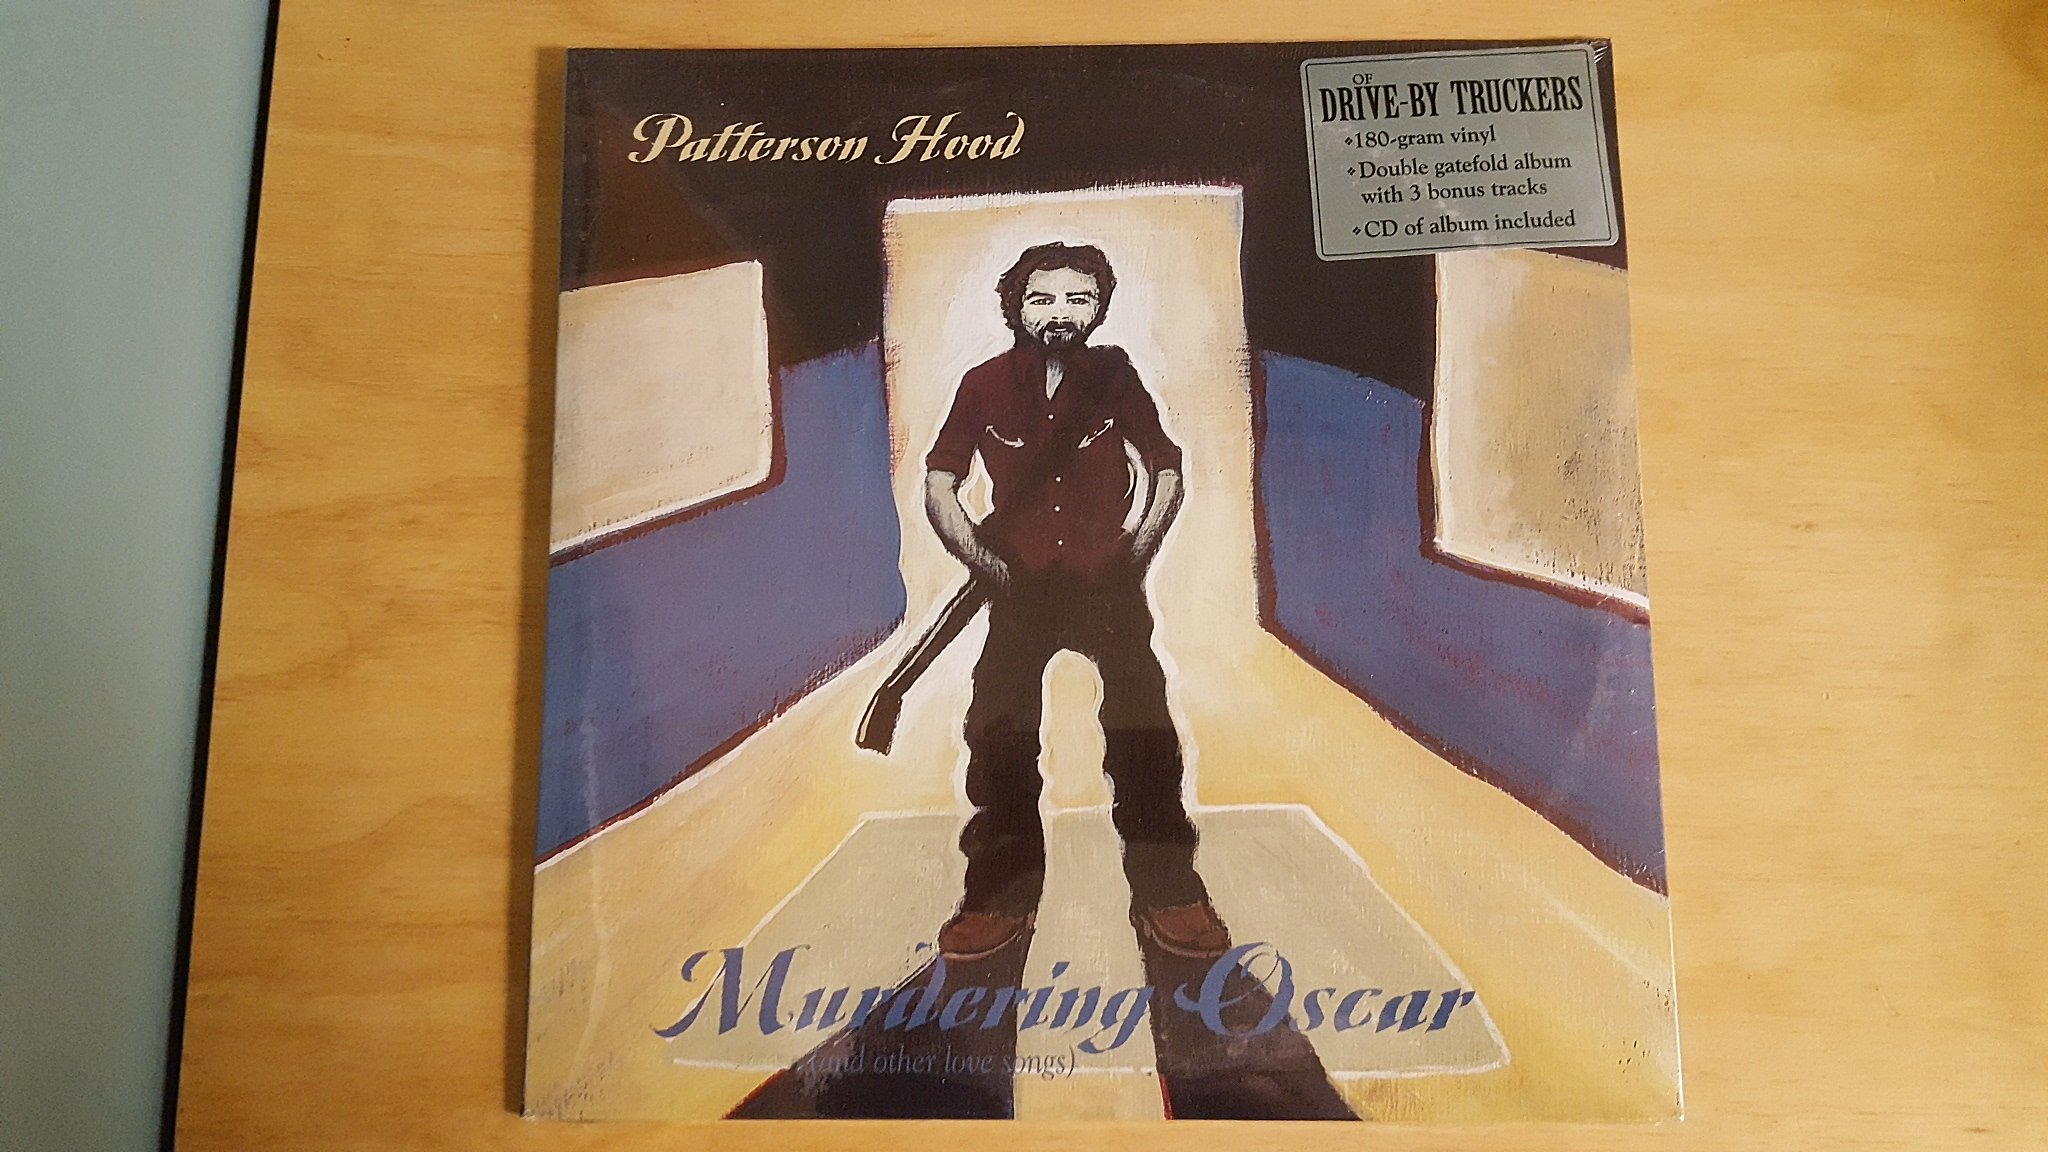 Patterson Hood
OF
DRIVE-BY TRUCKERS
❖180-gram vinyl
❖Double gatefold album
with 3 bonus tracks
❖CD of album included
Murdering Oscar
(and other love songs)